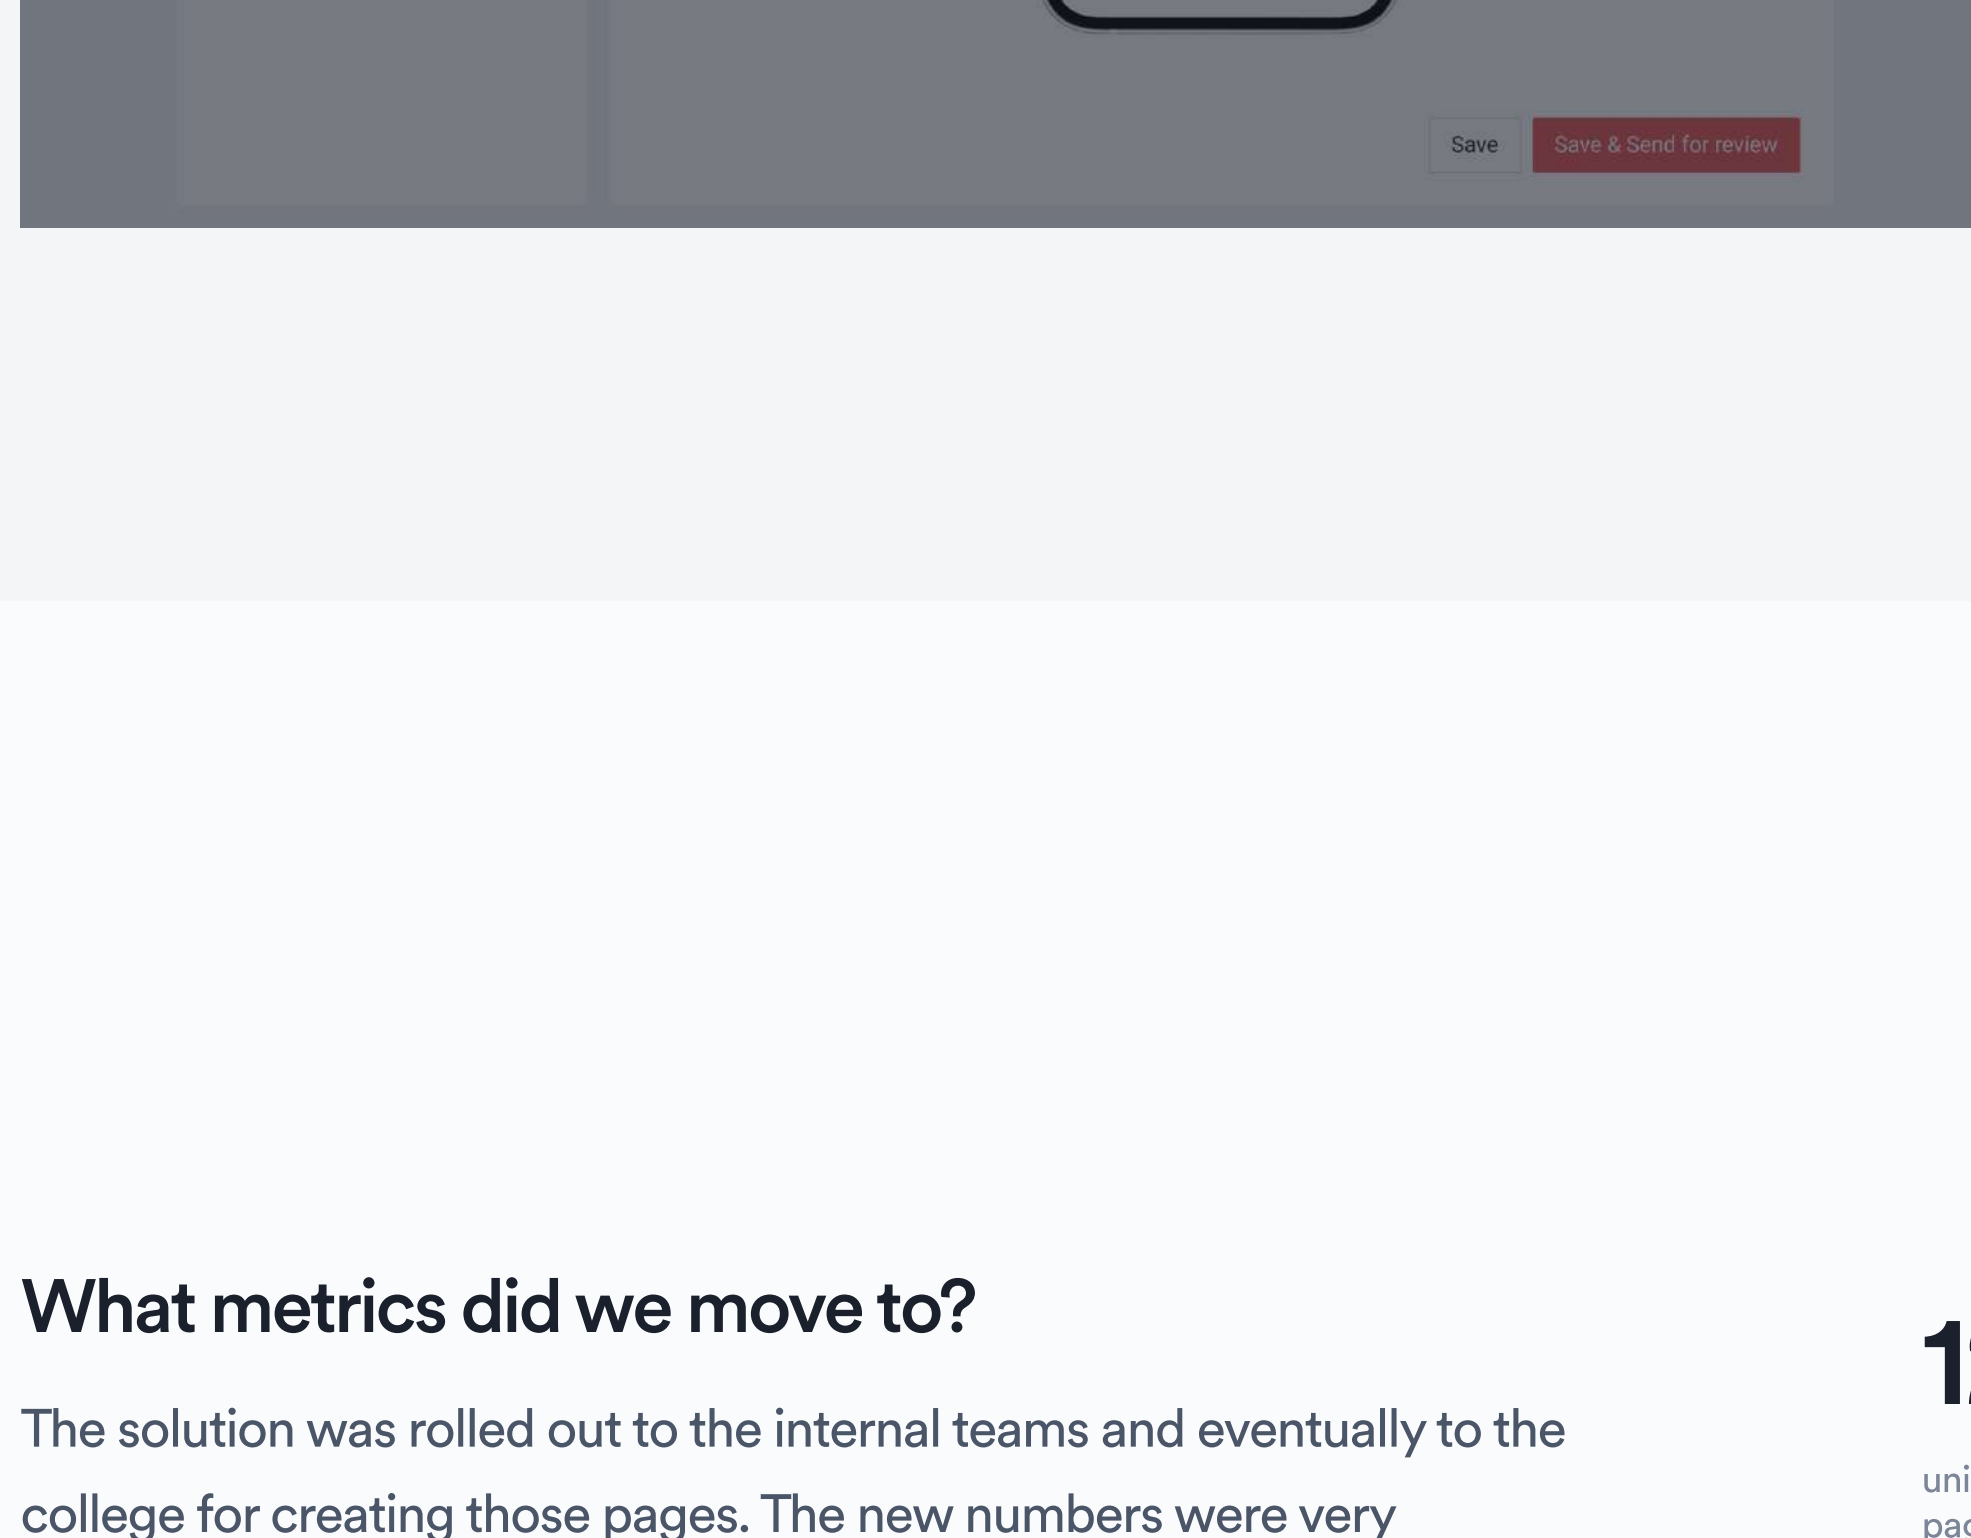 Save
Save & Send for review
What metrics did we move to?
The solution was rolled out to the internal teams and eventually to the
college for creating those pages. The new numbers were very